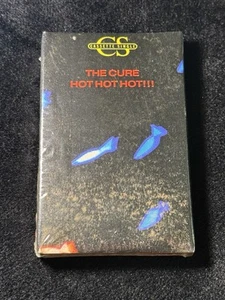 CS
CASSETTE SINGLE
THE CURE
HOT HOT HOT!!!